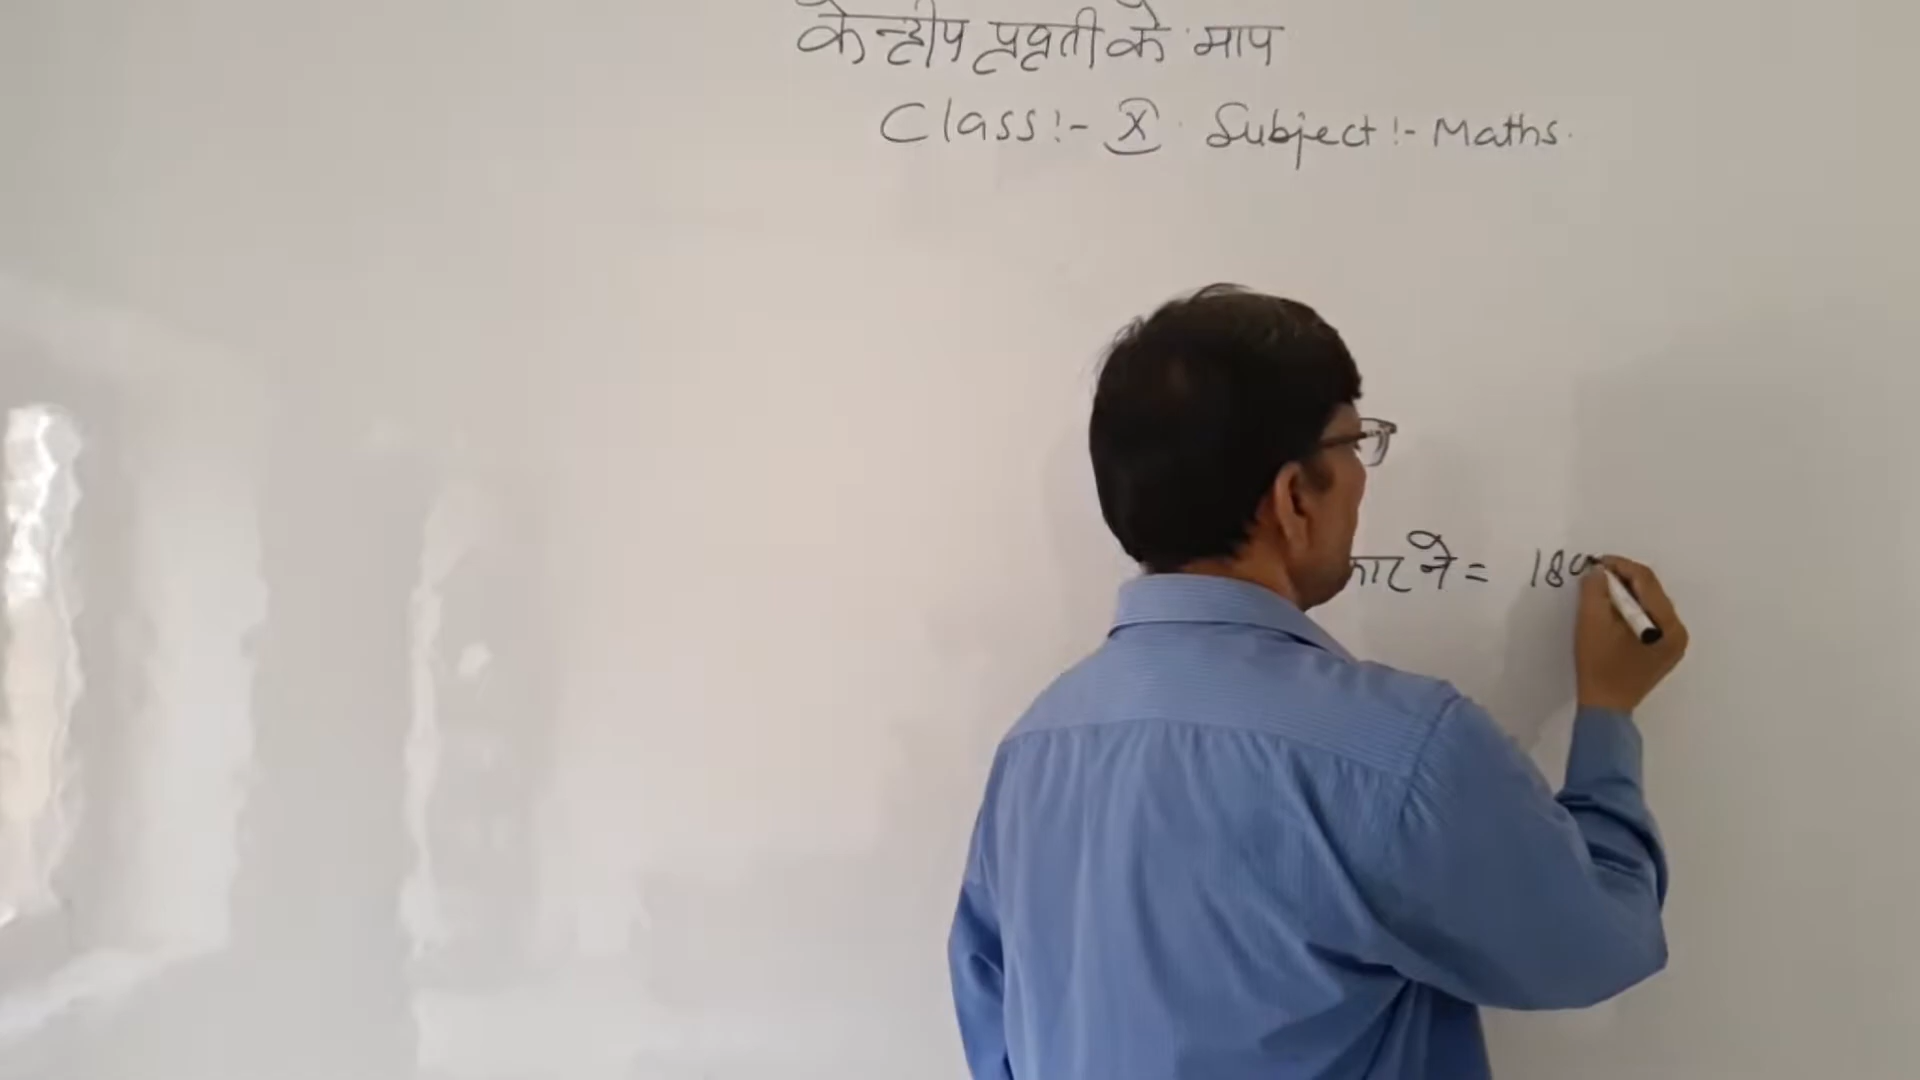 केन्द्रीय प्रवृती के माप
Class:- X Subject:- Maths.
ने = 18